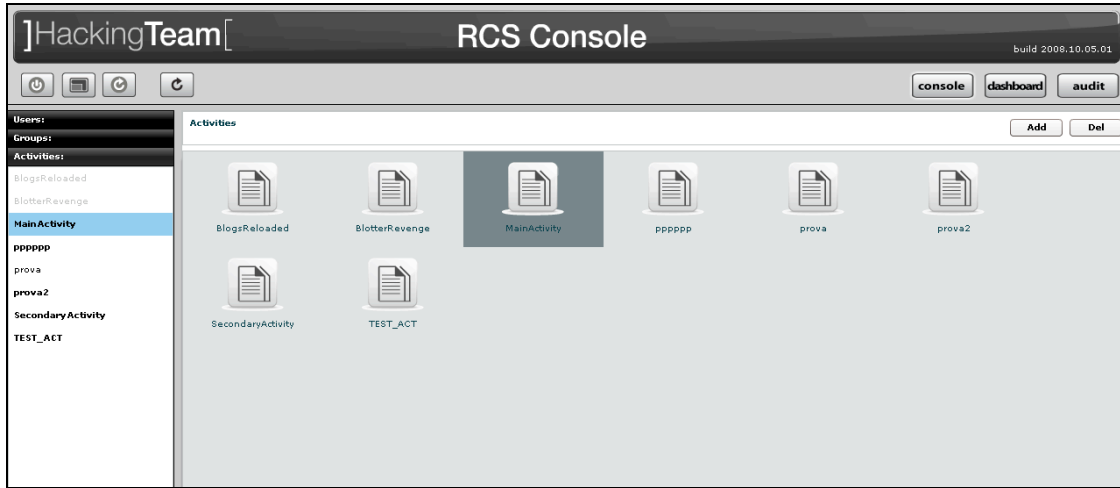 ]HackingTeam[
RCS Console
build 2008.10.05.01
console
dashboard
audit
Users:
Groups:
Activities:
BlogsReloaded
BlotterRevenge
MainActivity
pppppp
prova
prova2
SecondaryActivity
TEST_ACT
Activities
Add
Del
BlogsReloaded
BlotterRevenge
MainActivity
pppppp
prova
prova2
SecondaryActivity
TEST_ACT